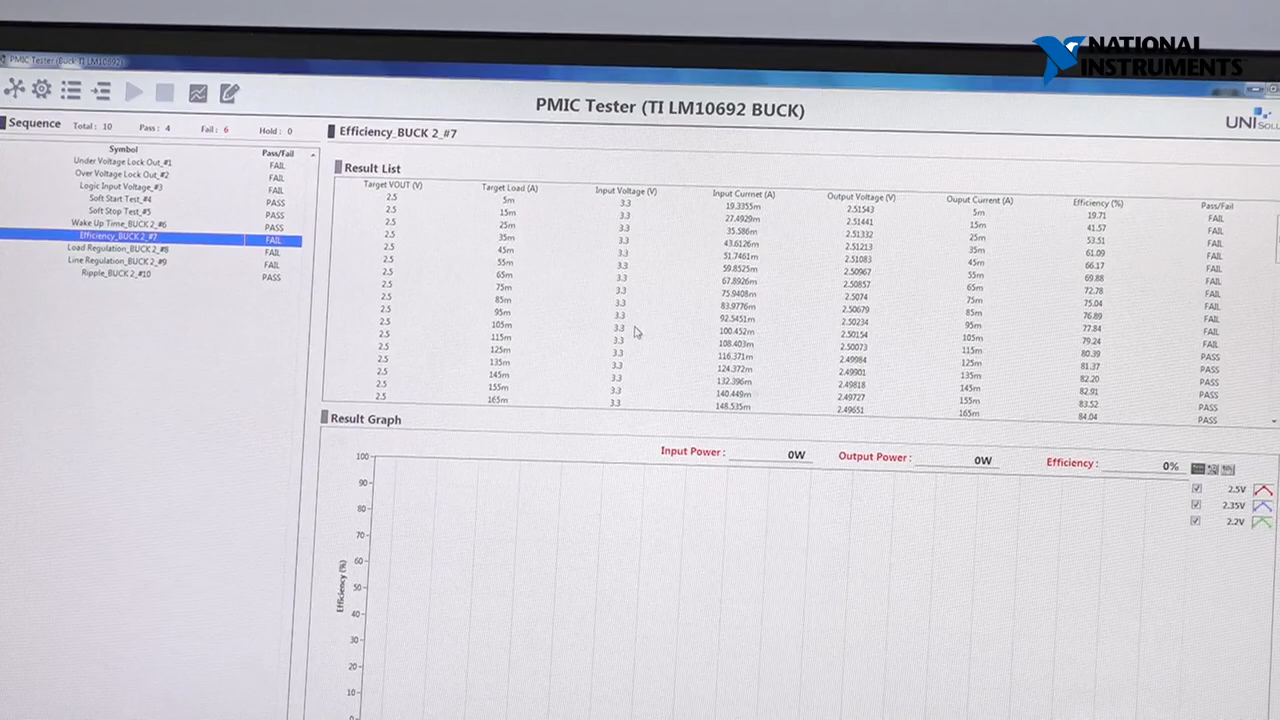 NATIONAL
INSTRUMENTS
PMIC Tester (Buck TI LM10692)
PMIC Tester (TI LM10692 BUCK)
Sequence Total : 10 Pass : 4 Fail : 6 Hold : 0
Symbol Pass/Fail
Under Voltage Lock Out_#1 FAIL
Over Voltage Lock Out_#2 FAIL
Logic Input Voltage_#3 FAIL
Soft Start Test_#4 PASS
Soft Stop Test_#5 PASS
Wake Up Time_BUCK 2_#6 PASS
Efficiency_BUCK 2_#7 FAIL
Load Regulation_BUCK 2_#8 FAIL
Line Regulation_BUCK 2_#9 FAIL
Ripple_BUCK 2_#10 PASS
Efficiency_BUCK 2_#7
Result List
Target VOUT (V) Target Load (A) Input Voltage (V) Input Currnet (A) Output Voltage (V) Ouput Current (A) Efficiency (%) Pass/Fail
2.5 5m 3.3 19.3355m 2.51543 5m 19.71 FAIL
2.5 15m 3.3 27.4929m 2.51441 15m 41.57 FAIL
2.5 25m 3.3 35.586m 2.51332 25m 53.51 FAIL
2.5 35m 3.3 43.6126m 2.51213 35m 61.09 FAIL
2.5 45m 3.3 51.7461m 2.51083 45m 66.17 FAIL
2.5 55m 3.3 59.8525m 2.50967 55m 69.88 FAIL
2.5 65m 3.3 67.8926m 2.50857 65m 72.78 FAIL
2.5 75m 3.3 75.9408m 2.5074 75m 75.04 FAIL
2.5 85m 3.3 83.9776m 2.50679 85m 76.89 FAIL
2.5 95m 3.3 92.5451m 2.50234 95m 77.84 FAIL
2.5 105m 3.3 100.452m 2.50154 105m 79.24 FAIL
2.5 115m 3.3 108.403m 2.50073 115m 80.39 PASS
2.5 125m 3.3 116.371m 2.49984 125m 81.37 PASS
2.5 135m 3.3 124.372m 2.49901 135m 82.20 PASS
2.5 145m 3.3 132.396m 2.49818 145m 82.91 PASS
2.5 155m 3.3 140.449m 2.49727 155m 83.52 PASS
2.5 165m 3.3 148.535m 2.49651 165m 84.04 PASS
Result Graph
Input Power : 0W Output Power : 0W Efficiency : 0%
2.5V
2.35V
2.2V
Efficiency (%)
100
90
80
70
60
50
40
30
20
10